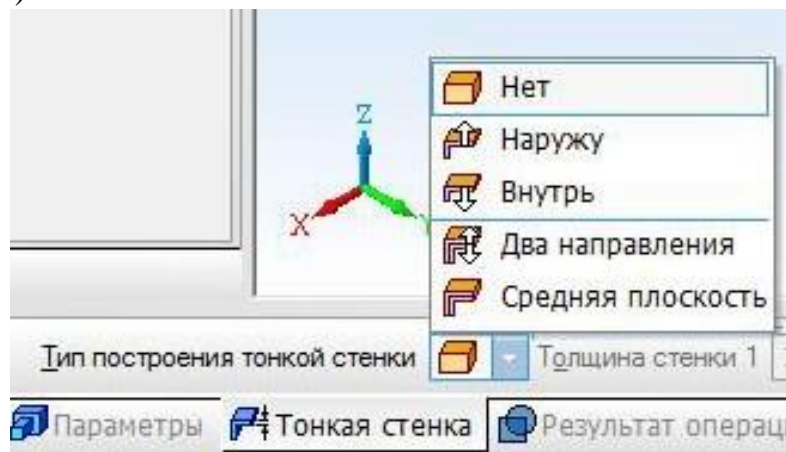 )
Нет
Z
Наружу
Внутрь
X
Два направления
Средняя плоскость
Тип построения тонкой стенки Толщина стенки 1
Параметры Тонкая стенка Результат операц